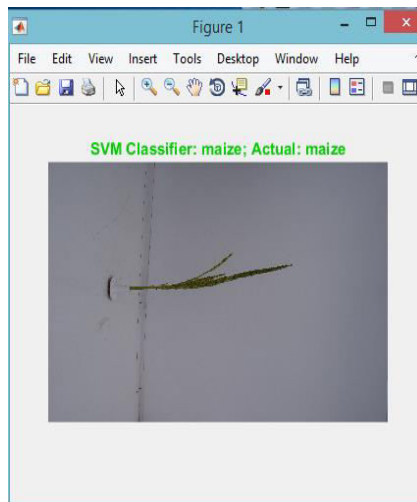 Figure 1
File Edit View Insert Tools Desktop Window Help
SVM Classifier: maize; Actual: maize